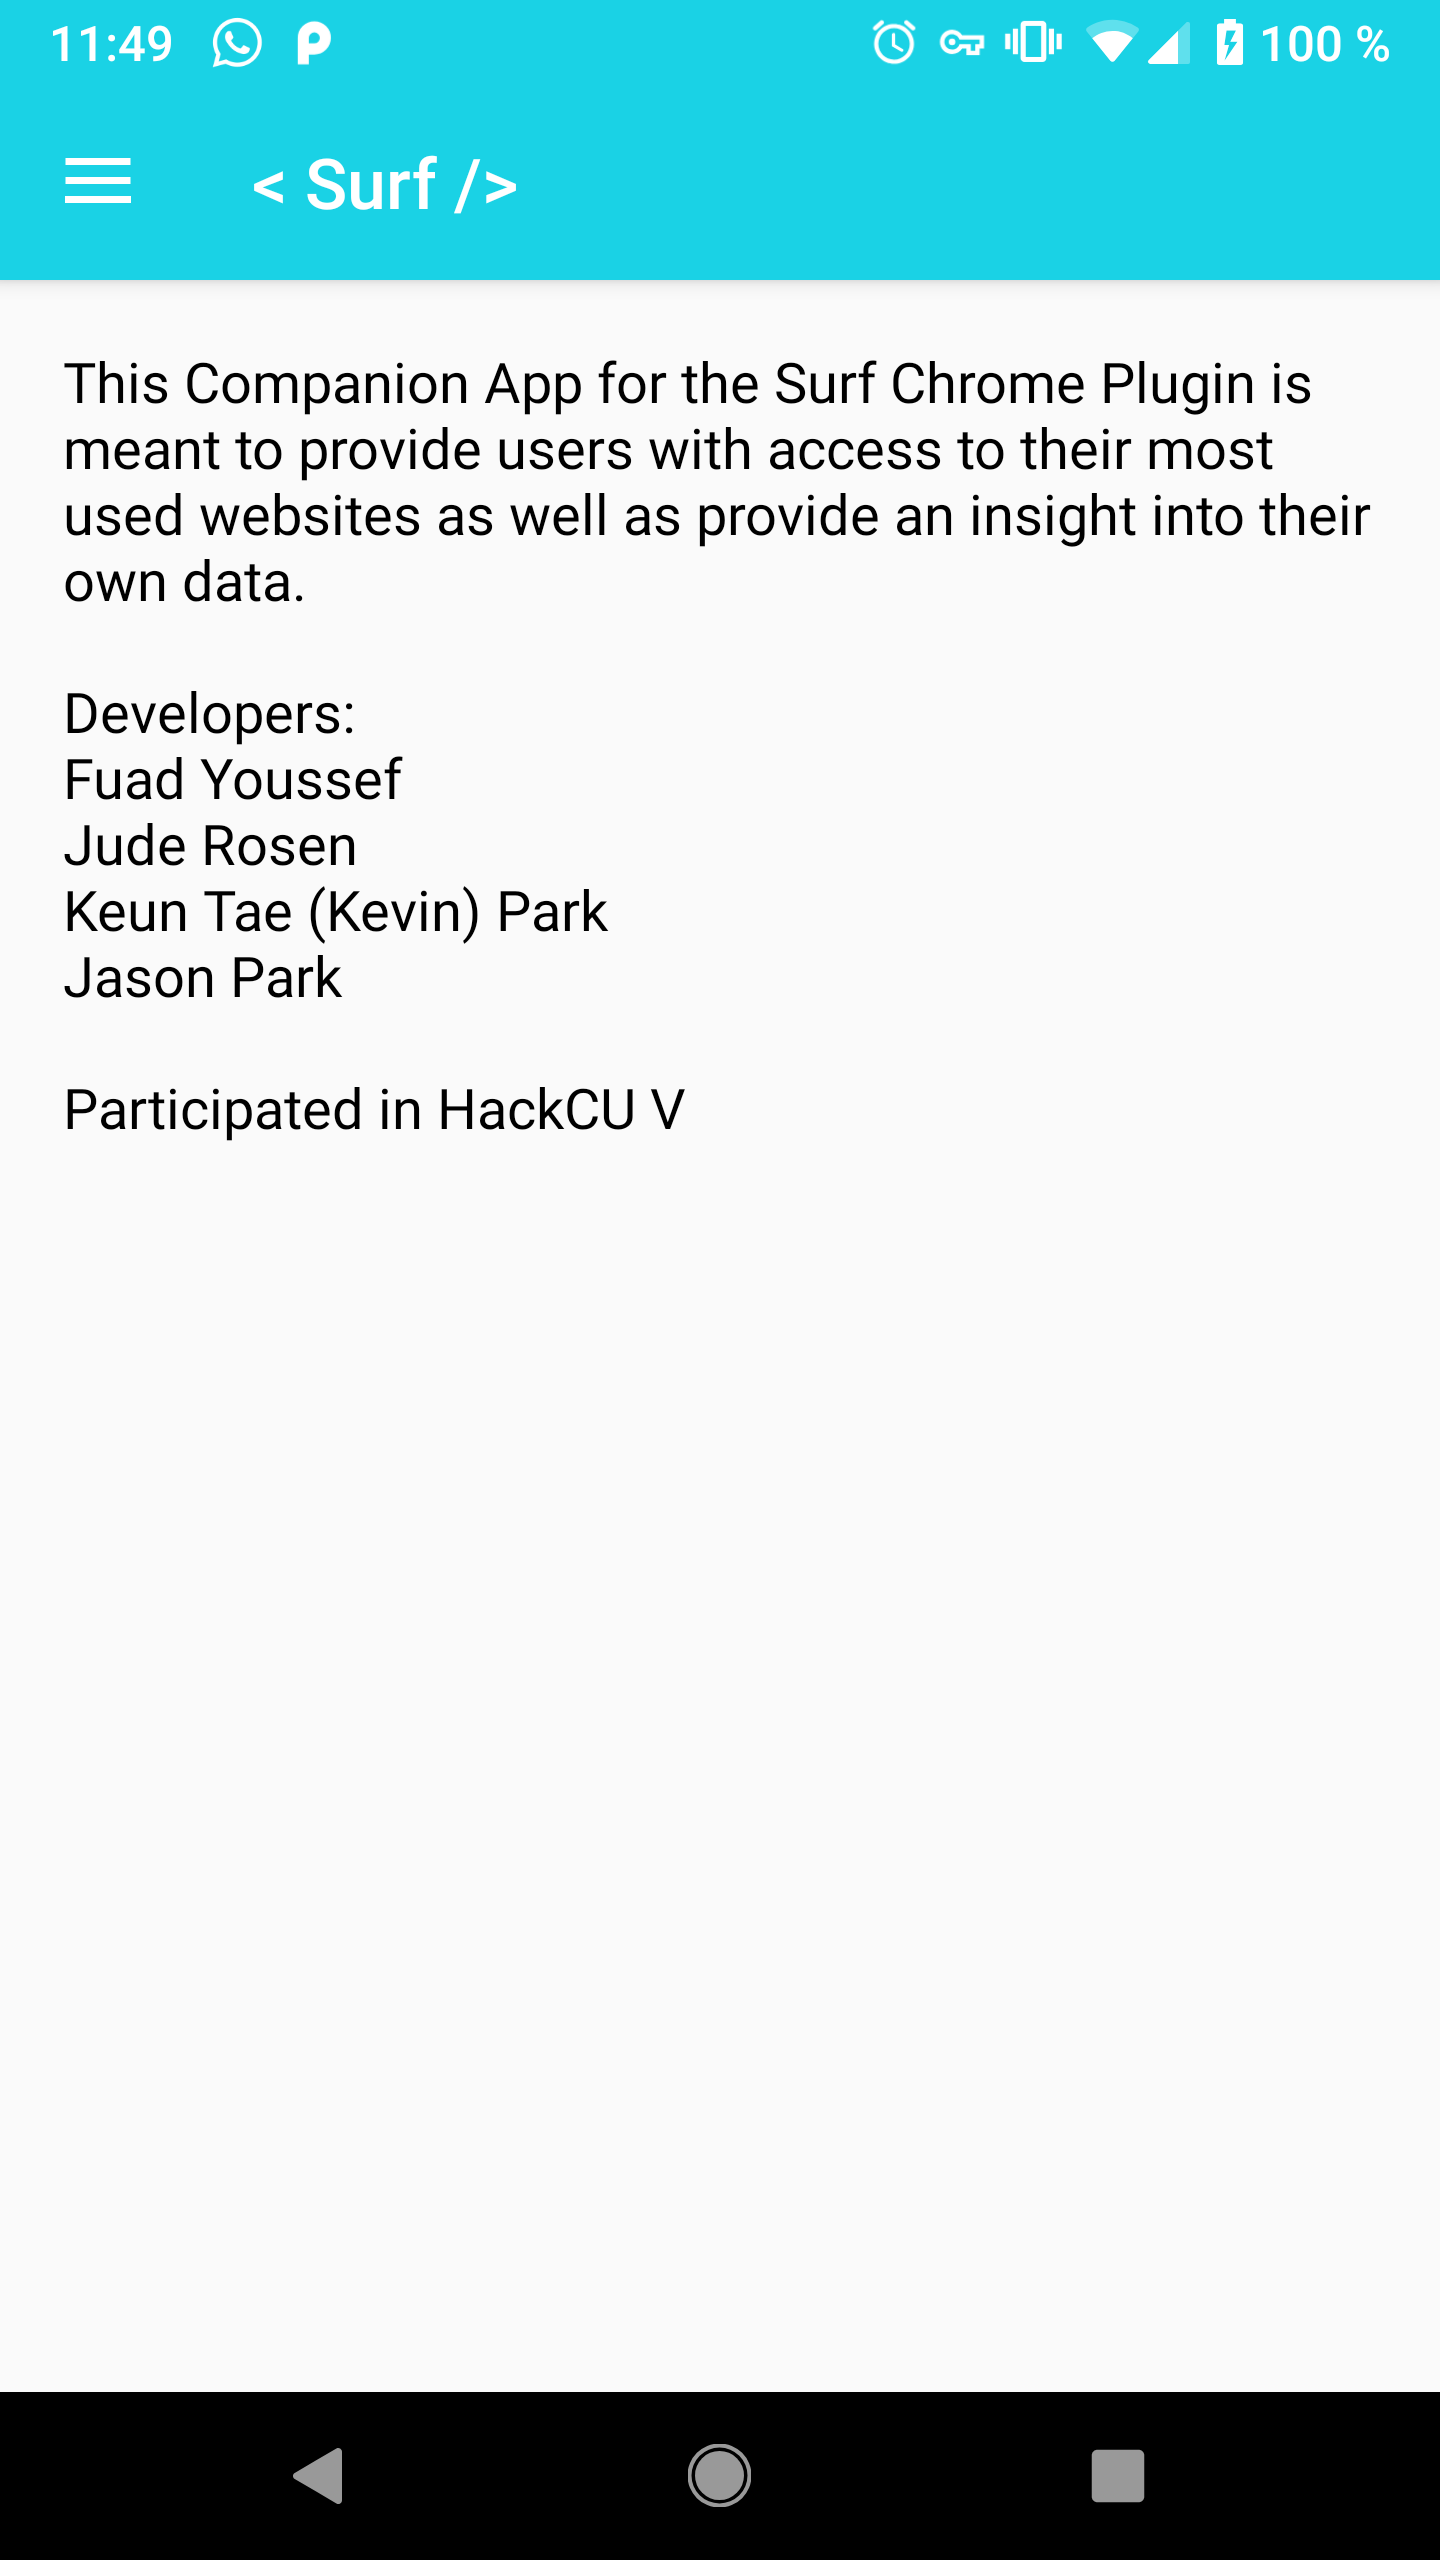 11:49
100 %
< Surf />
This Companion App for the Surf Chrome Plugin is
meant to provide users with access to their most
used websites as well as provide an insight into their
own data.
Developers:
Fuad Youssef
Jude Rosen
Keun Tae (Kevin) Park
Jason Park
Participated in HackCU V